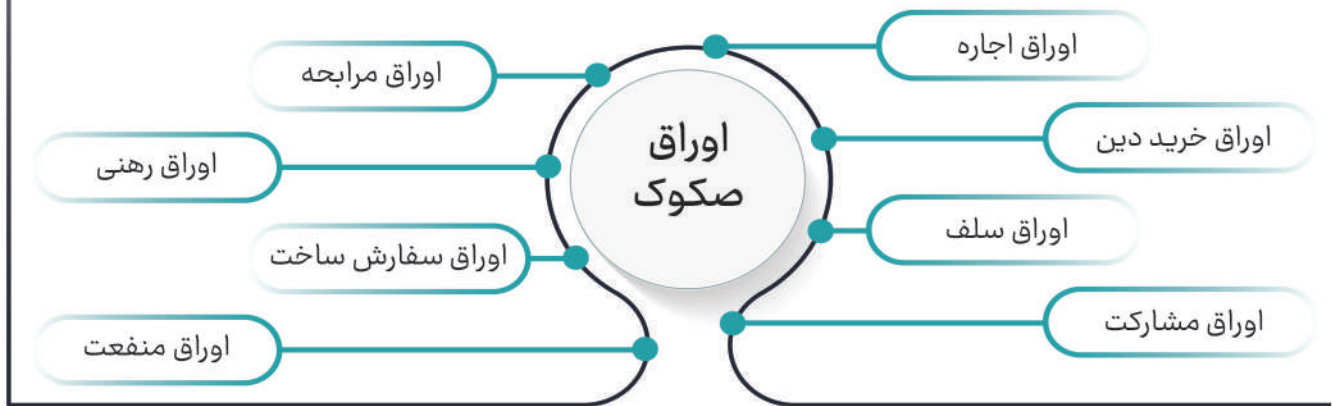 اوراق
صکوک
اوراق اجاره
اوراق خرید دین
اوراق سلف
اوراق مشارکت
اوراق مرابحه
اوراق رهنی
اوراق سفارش ساخت
اوراق منفعت